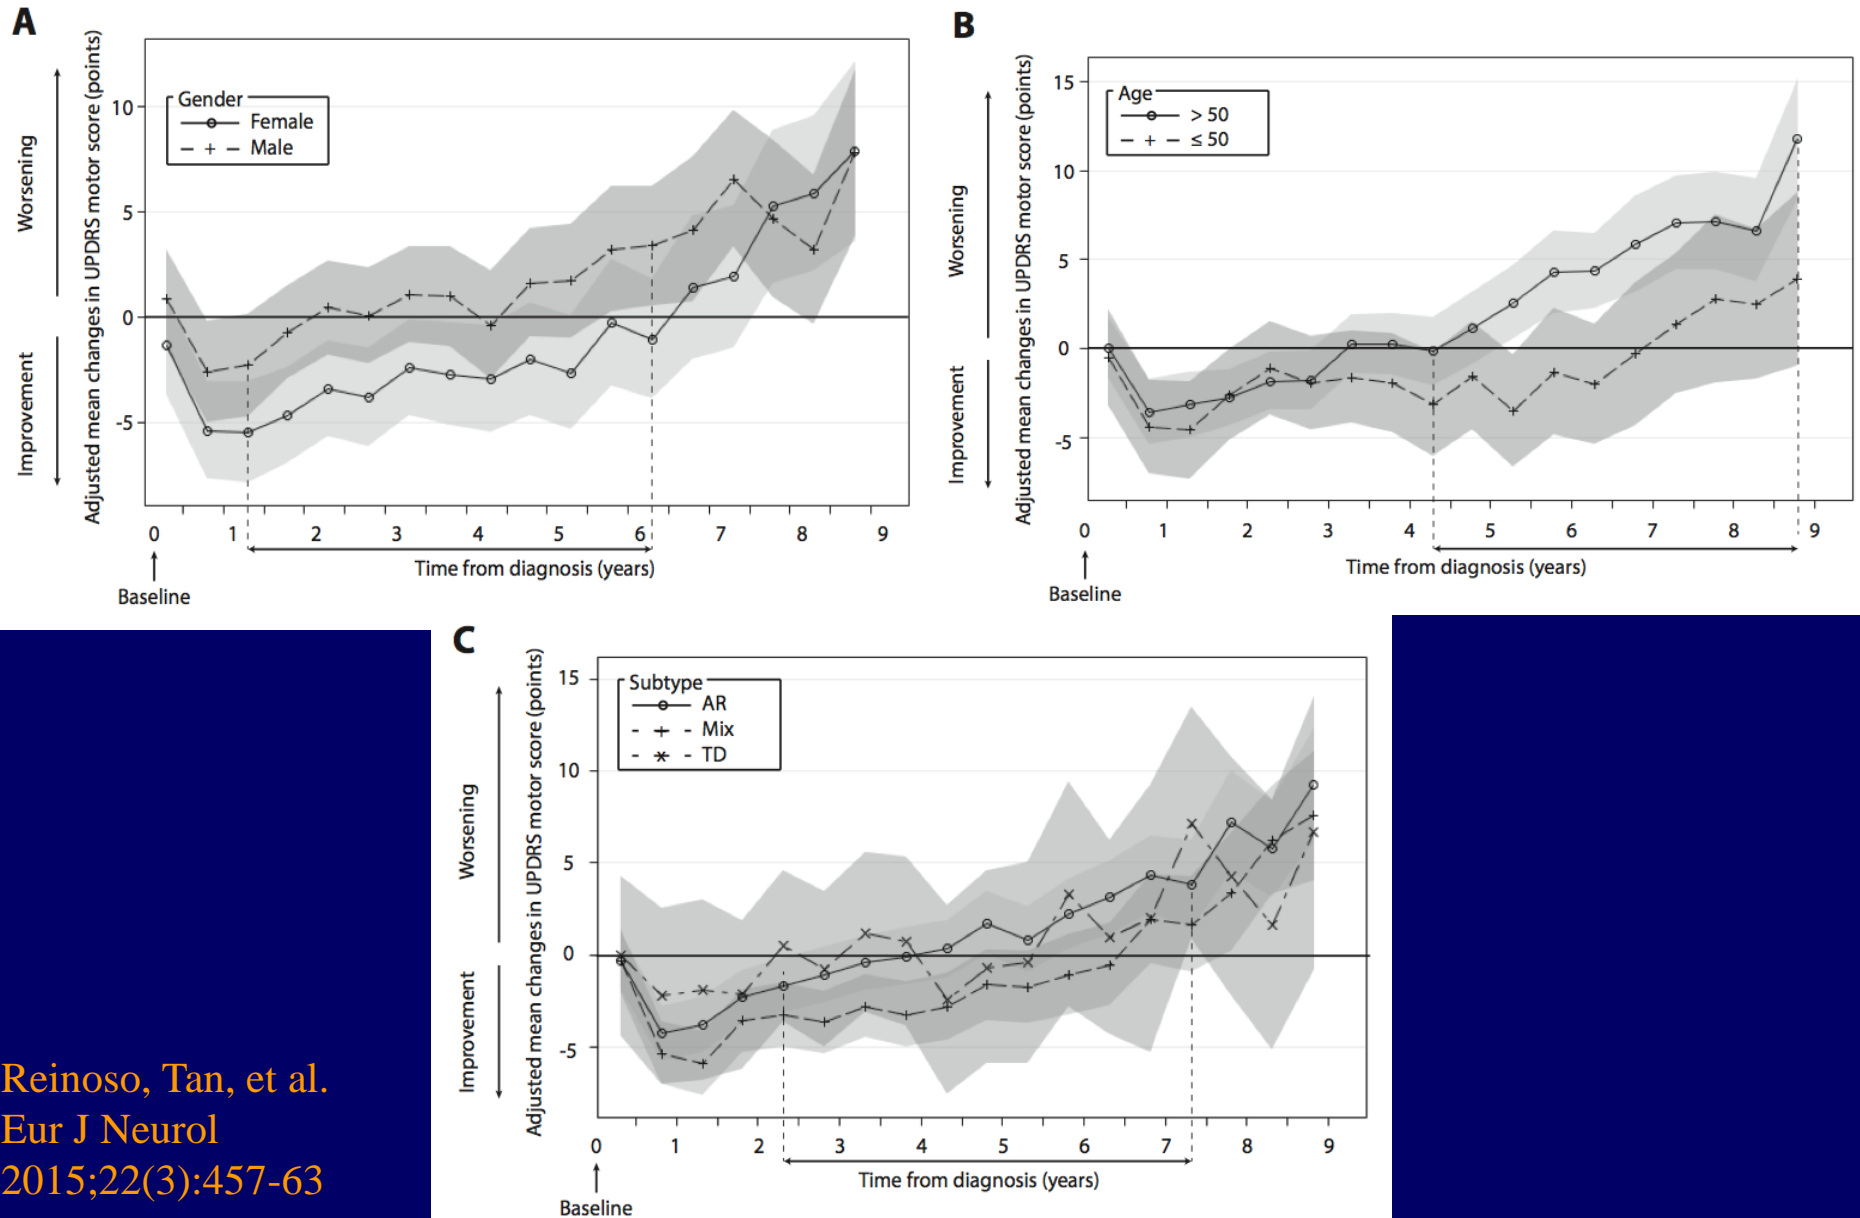 A
Adjusted mean changes in UPDRS motor score (points)
Worsening
Improvement
10
5
0
-5
Gender
Female
Male
0 1 2 3 4 5 6 7 8 9
Time from diagnosis (years)
Baseline
B
Adjusted mean changes in UPDRS motor score (points)
Worsening
Improvement
15
10
5
0
-5
Age
> 50
≤ 50
0 1 2 3 4 5 6 7 8 9
Time from diagnosis (years)
Baseline
C
Adjusted mean changes in UPDRS motor score (points)
Worsening
Improvement
15
10
5
0
-5
Subtype
AR
Mix
TD
0 1 2 3 4 5 6 7 8 9
Time from diagnosis (years)
Baseline
Reinoso, Tan, et al.
Eur J Neurol
2015;22(3):457-63